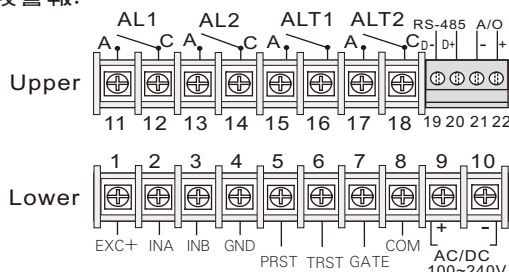 警報:
AL1 AL2 ALT1 ALT2 RS-485 A/O
A C A C A A C D- D+ - +
Upper
11 12 13 14 15 16 17 18 19 20 21 22
1 2 3 4 5 6 7 8 9 10
Lower
EXC+ INA INB GND PRST TRST GATE COM + -
AC/DC
100~240V